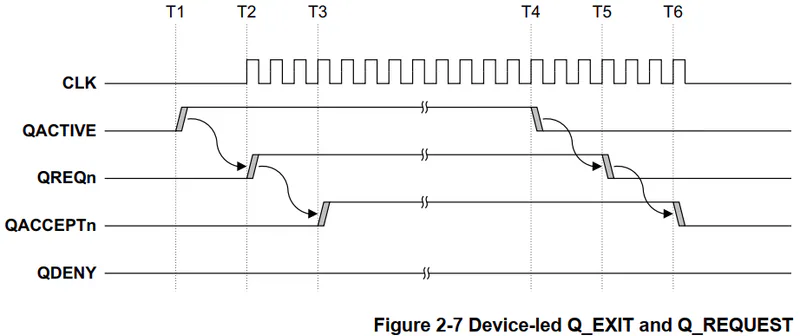 T1 T2 T3 T4 T5 T6
CLK
QACTIVE
QREQn
QACCEPTn
QDENY
Figure 2-7 Device-led Q_EXIT and Q_REQUEST